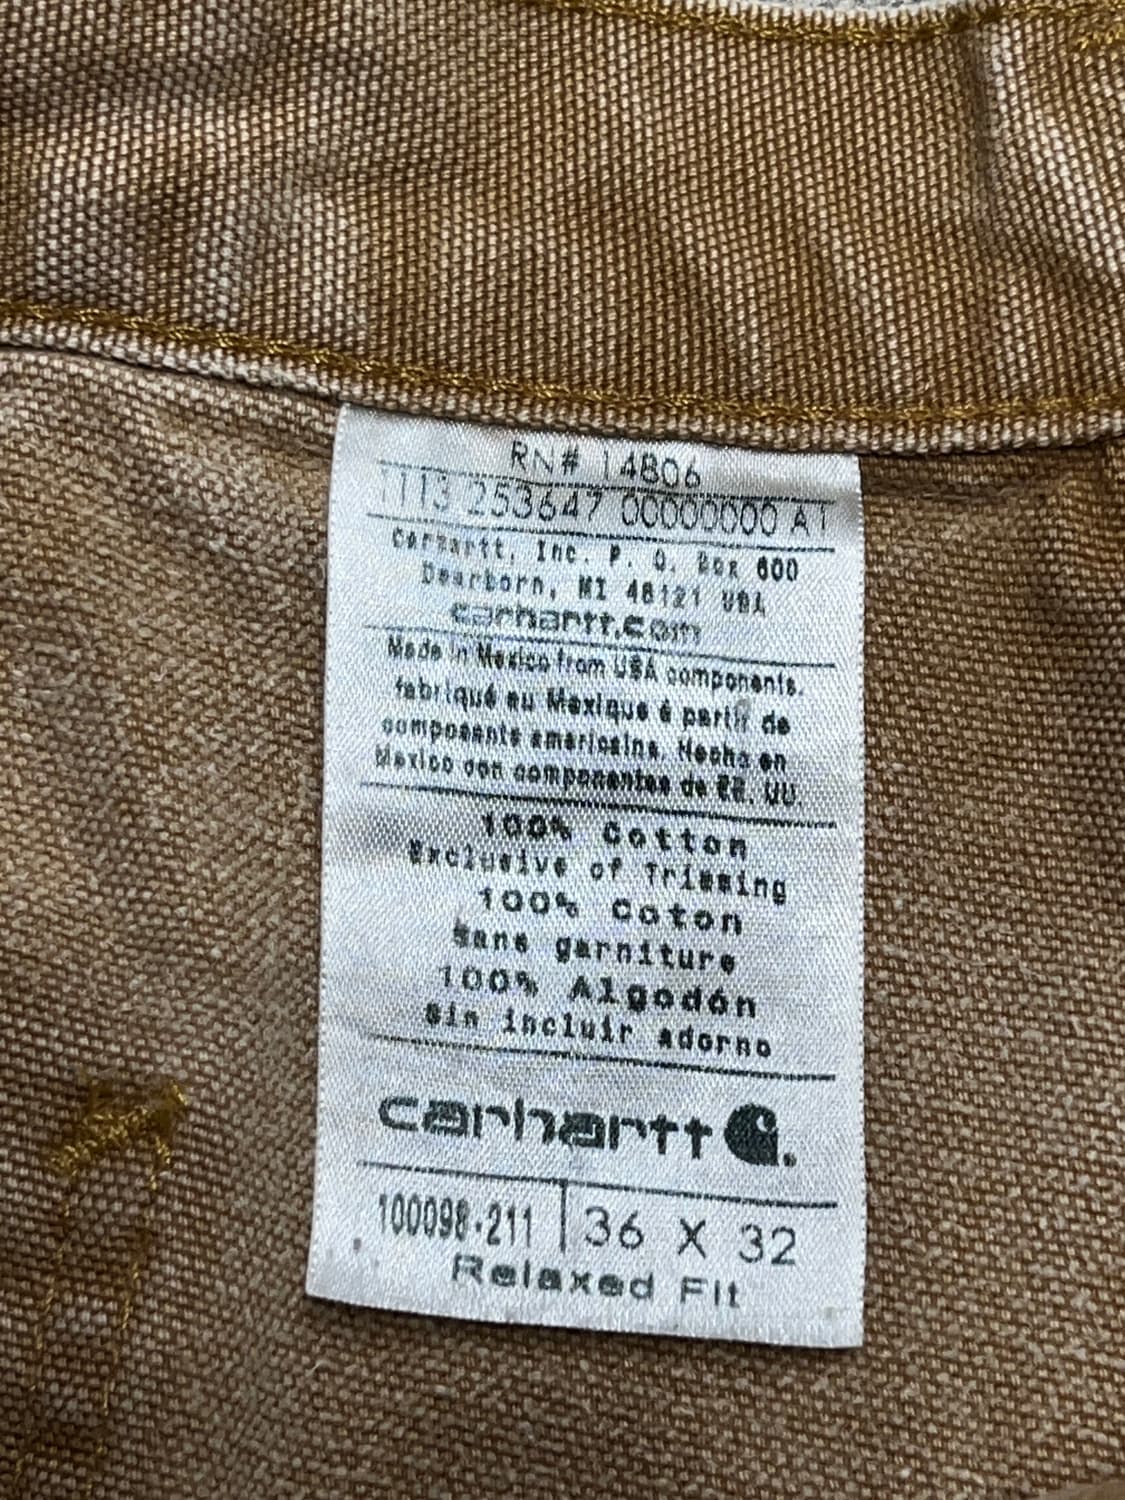 RN# 14806
1113 253647 00000000 A1
Carhartt, Inc. P. O. Box 600
Dearborn, MI 48121 USA
carhartt.com
Made in Mexico from USA components.
fabriqué au Mexique à partir de
composants americains. Hecho en
Mexico con componentes de EE. UU.
100% Cotton
Exclusive of Trimming
100% Coton
Sans garniture
100% Algodón
Sin incluir adorno
carhartt
100098-211 36 X 32
Relaxed Fit